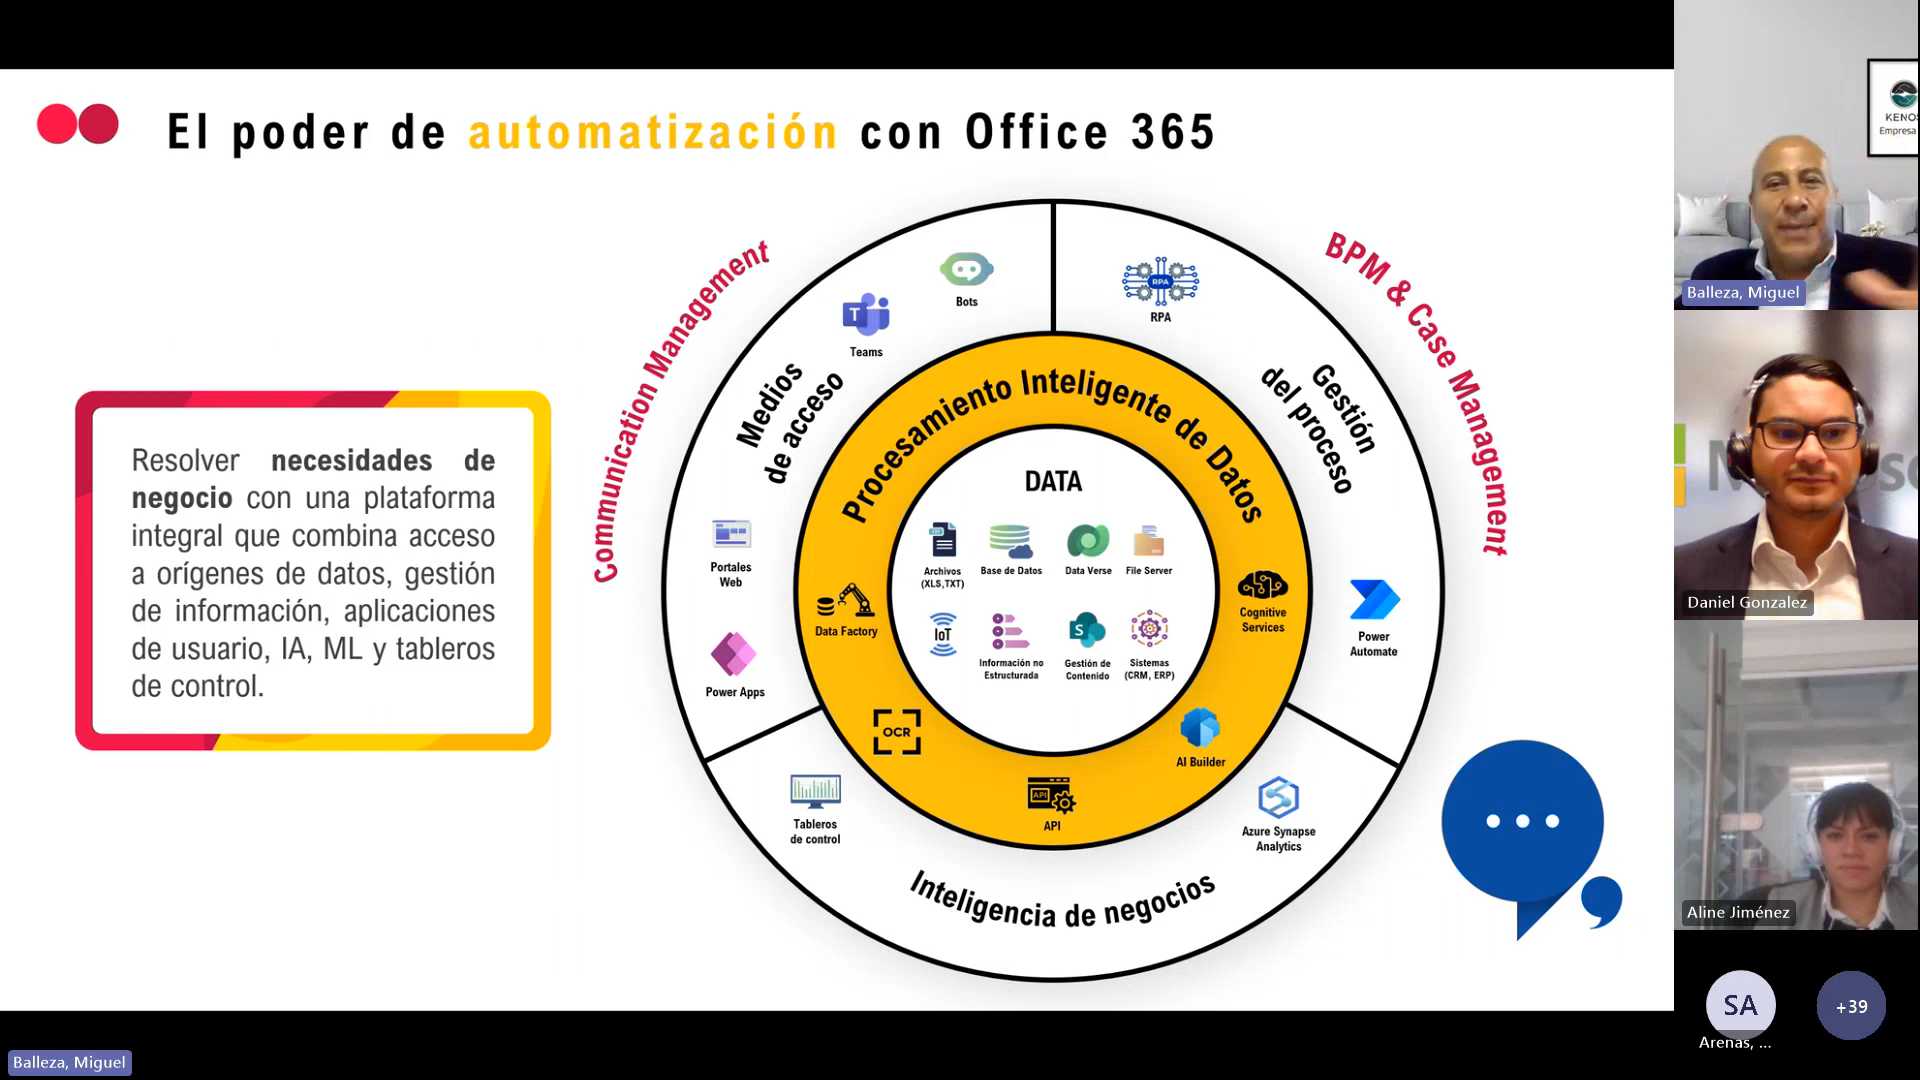 El poder de automatización con Office 365
Resolver necesidades de
negocio con una plataforma
integral que combina acceso
a orígenes de datos, gestión
de información, aplicaciones
de usuario, IA, ML y tableros
de control.
Communication Management
BPM & Case Management
Medios
de acceso
Bots
Teams
Portales
Web
Power Apps
RPA
RPA
Gestión
del proceso
Power
Automate
Procesamiento Inteligente de Datos
Data Factory
OCR
API
API
AI Builder
Cognitive
Services
DATA
Archivos
(XLS,TXT)
Base de Datos
Data Verse
File Server
IoT
Información no
Estructurada
S
Gestión de
Contenido
Sistemas
(CRM, ERP)
Tableros
de control
Azure Synapse
Analytics
Inteligencia de negocios
T
Empresa
Balleza, Miguel
Daniel Gonzalez
Aline Jiménez
SA
Arenas, ...
+39
Balleza, Miguel